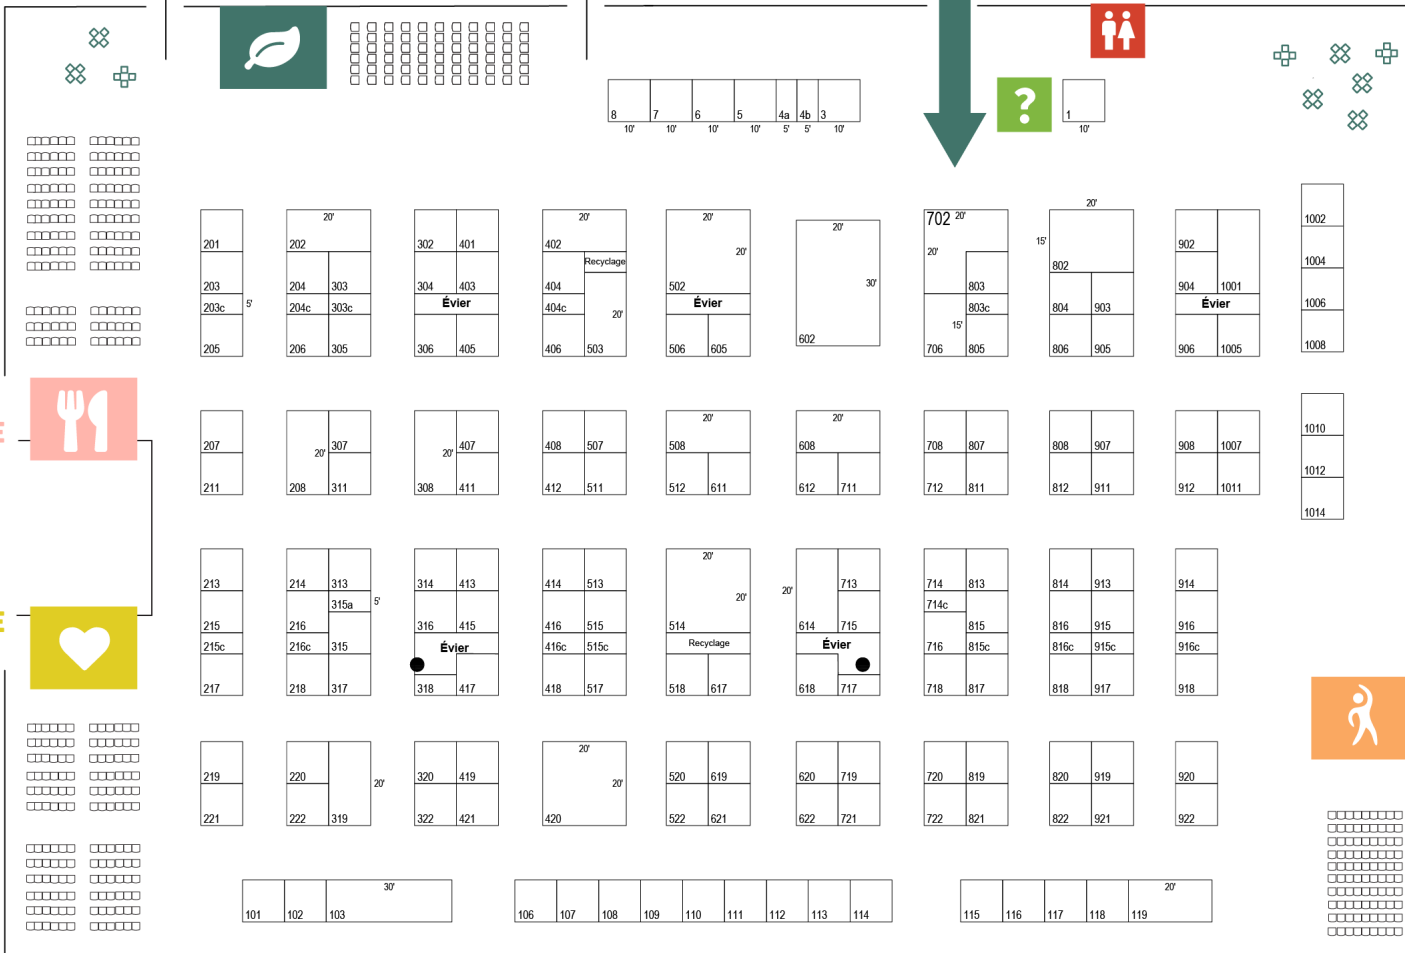 ?
8 7 6 5 4a 4b 3 1
10' 10' 10' 10' 5' 5' 10' 10'
20' 20' 20' 20' 20' 702 20' 20'
201 202 302 401 402 20' 502 20' 15' 802 902 1002
Recyclage
203 204 303 304 403 404 30' 803 904 1001 1004
203c 5' 204c 303c Évier 404c 20' Évier 803c 804 903 Évier 1006
205 206 305 306 405 406 503 506 605 602 15' 706 805 806 905 906 1005 1008
20' 20'
207 307 407 408 507 508 608 708 807 808 907 908 1007 1010
20' 20'
211 208 311 308 411 412 511 512 611 612 711 712 811 812 911 912 1011 1012
1014
20'
213 214 313 314 413 414 513 20' 20' 713 714 813 814 913 914
315a 5' 714c
215 216 316 415 416 515 514 614 715 815 816 915 916
215c 216c 315 Évier 416c 515c Recyclage Évier 716 815c 816c 915c 916c
217 218 317 318 417 418 517 518 617 618 717 718 817 818 917 918
20'
219 220 20' 320 419 20' 520 619 620 719 720 819 820 919 920
221 222 319 322 421 420 522 621 622 721 722 821 822 921 922
30' 20'
101 102 103 106 107 108 109 110 111 112 113 114 115 116 117 118 119